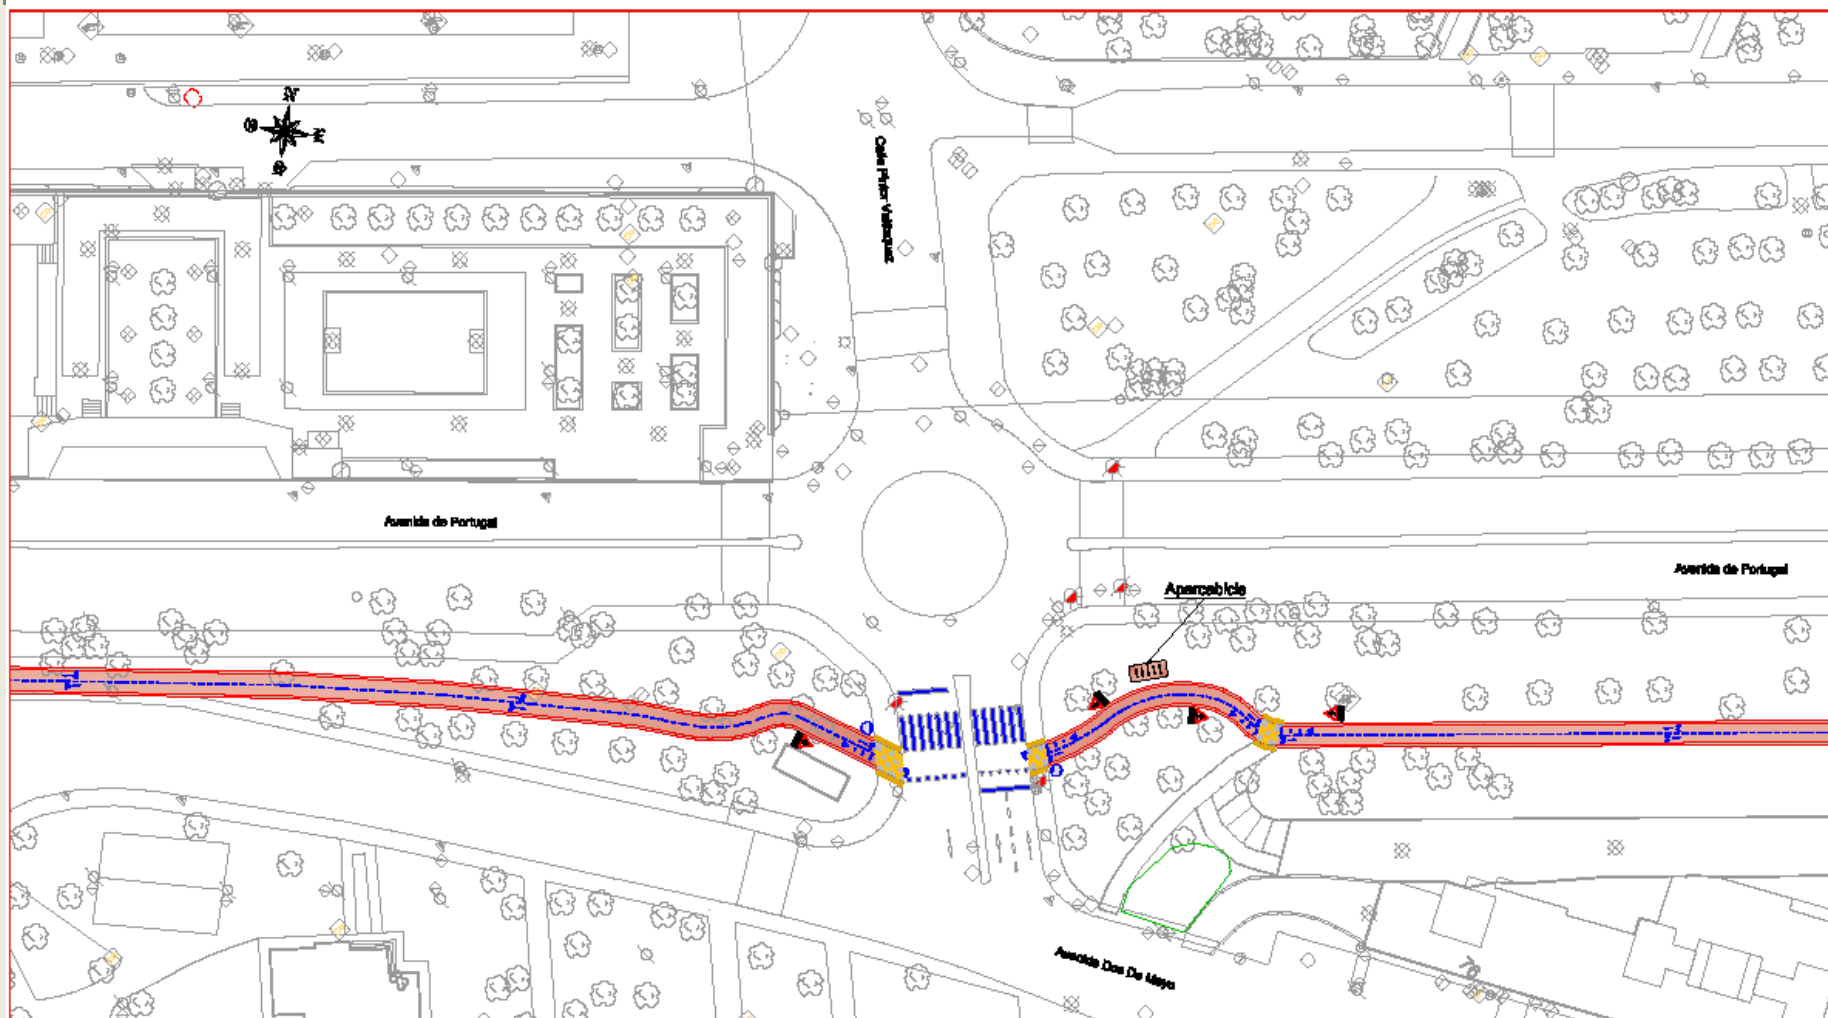 Calle Pintor Velázquez
Avenida de Portugal
Avenida de Portugal
Aparcabicis
Avenida Dos De Mayo